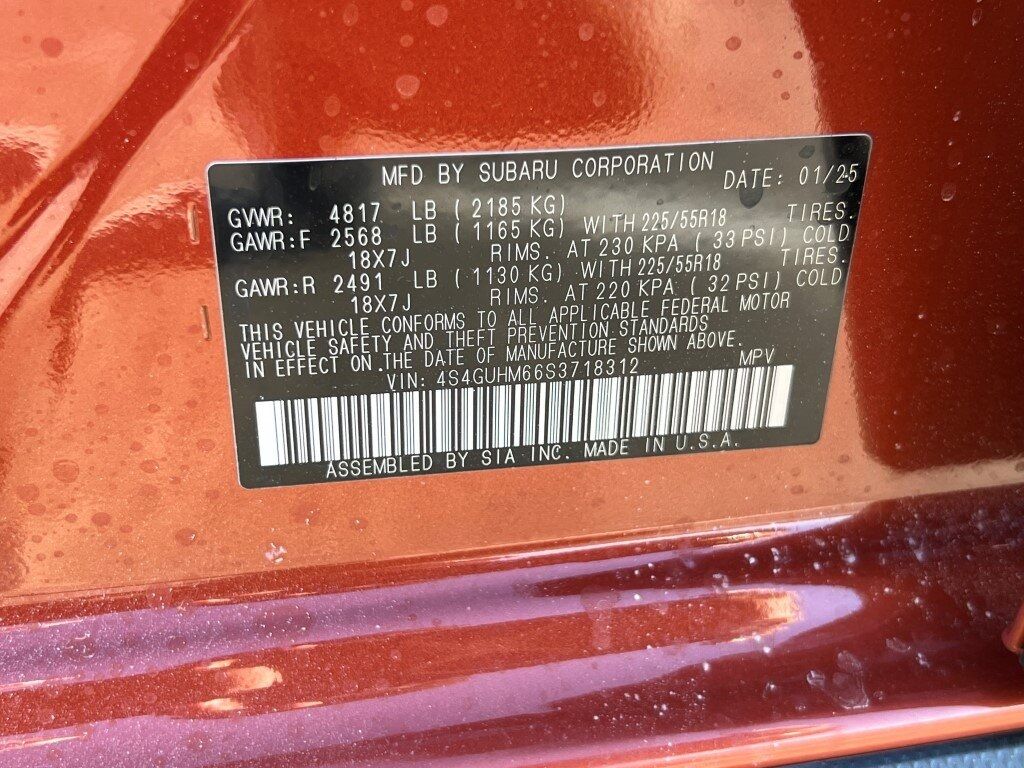 MFD BY SUBARU CORPORATION DATE: 01/25
GVWR: 4817 LB ( 2185 KG)
GAWR:F 2568 LB ( 1165 KG) WITH 225/55R18 TIRES.
18X7J RIMS. AT 230 KPA ( 33 PSI) COLD
GAWR:R 2491 LB ( 1130 KG) WITH 225/55R18 TIRES.
18X7J RIMS. AT 220 KPA ( 32 PSI) COLD
THIS VEHICLE CONFORMS TO ALL APPLICABLE FEDERAL MOTOR
VEHICLE SAFETY AND THEFT PREVENTION STANDARDS
IN EFFECT ON THE DATE OF MANUFACTURE SHOWN ABOVE.
VIN: 4S4GUHM66S3718312 MPV
ASSEMBLED BY SIA INC. MADE IN U.S.A.